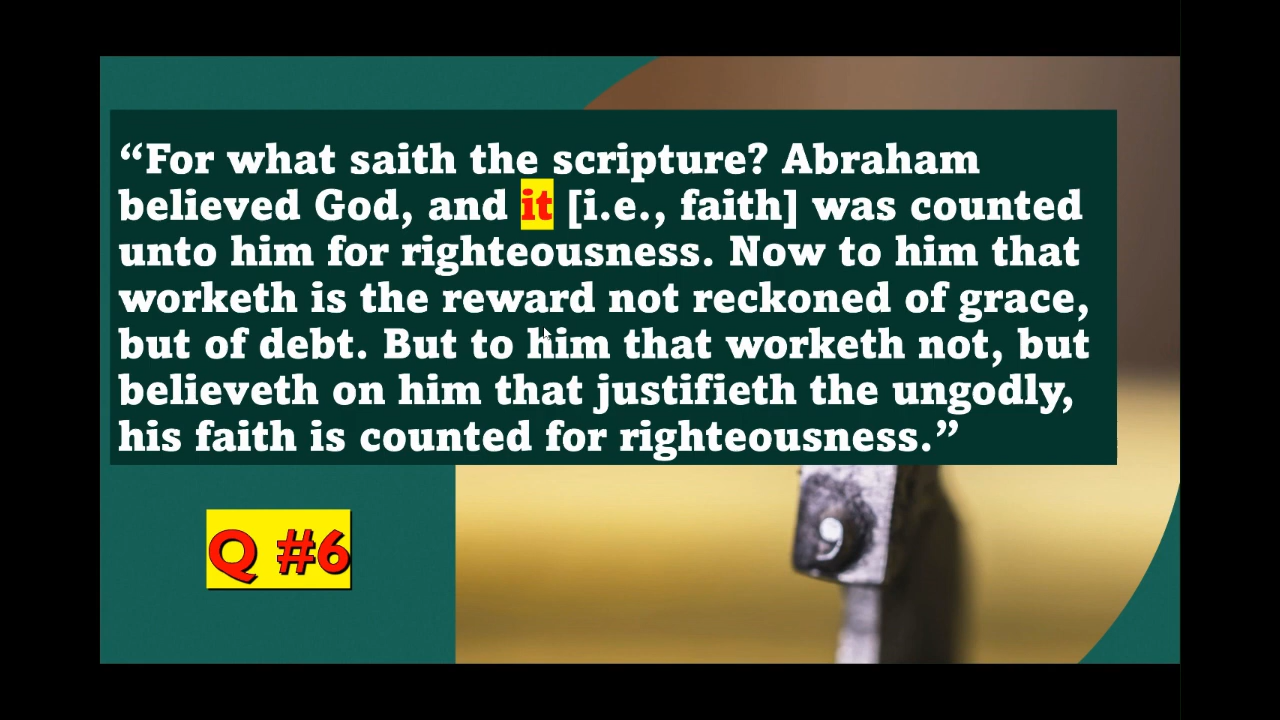 “For what saith the scripture? Abraham
believed God, and it [i.e., faith] was counted
unto him for righteousness. Now to him that
worketh is the reward not reckoned of grace,
but of debt. But to him that worketh not, but
believeth on him that justifieth the ungodly,
his faith is counted for righteousness.”
Q #6
,